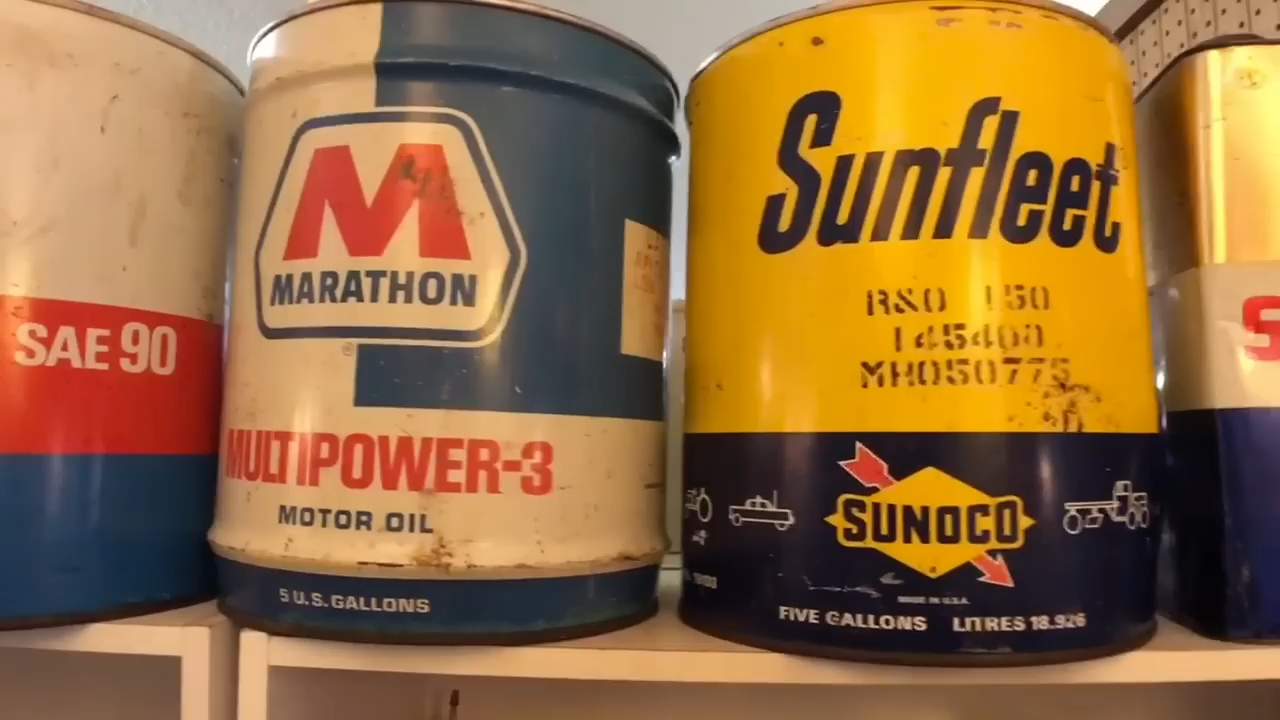 SAE 90
M
MARATHON
®
MULTIPOWER-3
MOTOR OIL
5 U.S. GALLONS
Sunfleet
R&O 150
145400
MH050775
SUNOCO
MADE IN U.S.A.
FIVE GALLONS LITRES 18.926
S